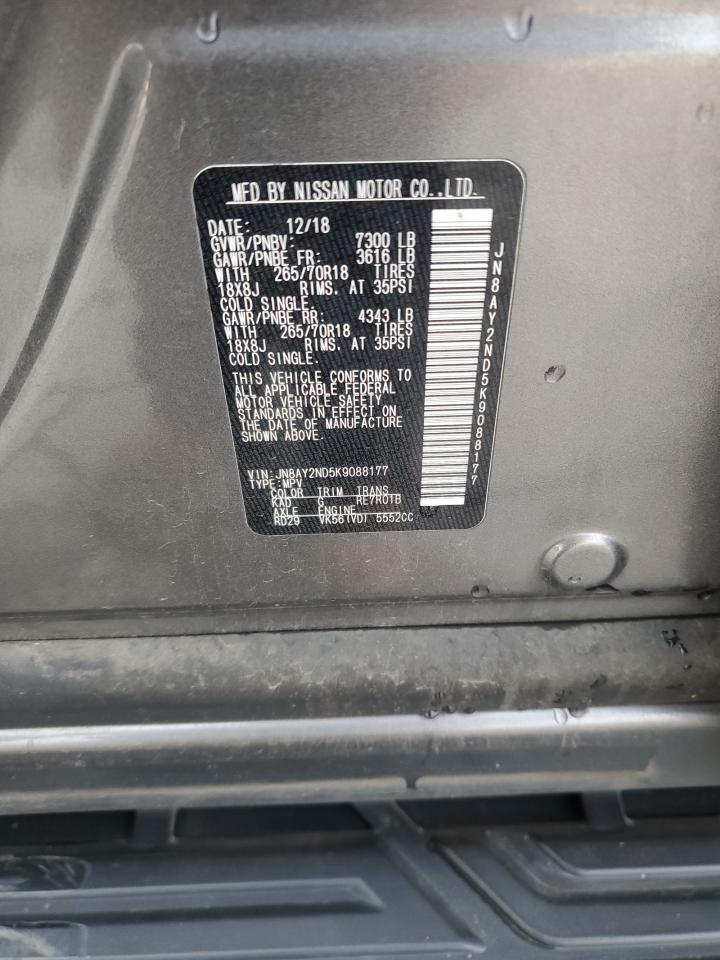 MFD BY NISSAN MOTOR CO.,LTD.
DATE: 12/18
GVWR/PNBV: 7300 LB
GAWR/PNBE FR: 3616 LB
WITH 265/70R18 TIRES
18X8J RIMS. AT 35PSI
COLD SINGLE.
GAWR/PNBE RR: 4343 LB
WITH 265/70R18 TIRES
18X8J RIMS. AT 35PSI
COLD SINGLE.
THIS VEHICLE CONFORMS TO
ALL APPLICABLE FEDERAL
MOTOR VEHICLE SAFETY
STANDARDS IN EFFECT ON
THE DATE OF MANUFACTURE
SHOWN ABOVE.
VIN: JN8AY2ND5K9088177
TYPE: MPV
COLOR TRIM TRANS
KAD G RE7R01B
AXLE ENGINE
RD29 VK56(VD) 5552CC
JN8AY2ND5K9088177